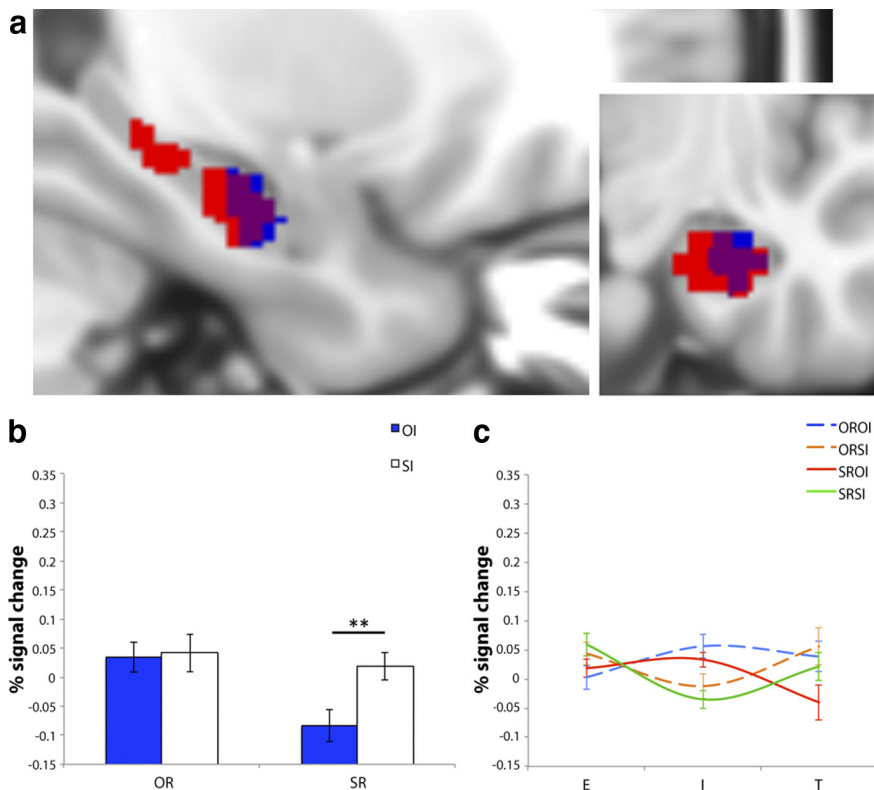 a
b
OI
SI
% signal change
0.35
0.3
0.25
0.2
0.15
0.1
0.05
0
-0.05
-0.1
-0.15
**
OR
SR
c
OROI
ORSI
SROI
SRSI
% signal change
0.35
0.3
0.25
0.2
0.15
0.1
0.05
0
-0.05
-0.1
-0.15
E
I
T